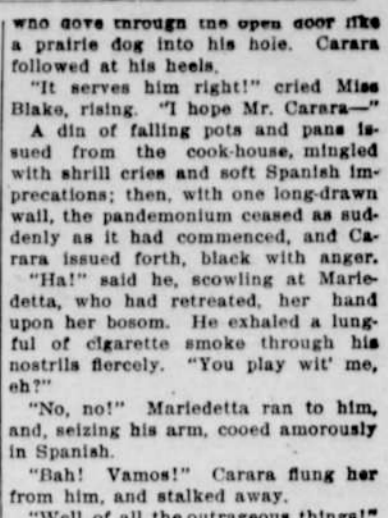 who dove through the open door like
a prairie dog into his hole. Carara
followed at his heels.
"It serves him right!" cried Miss
Blake, rising. "I hope Mr. Carara—"
A din of falling pots and pans is-
sued from the cook-house, mingled
with shrill cries and soft Spanish im-
precations; then, with one long-drawn
wail, the pandemonium ceased as sud-
denly as it had commenced, and Ca-
rara issued forth, black with anger.
"Ha!" said he, scowling at Marie-
detta, who had retreated, her hand
upon her bosom. He exhaled a lung-
ful of cigarette smoke through his
nostrils fiercely. "You play wit' me,
eh?"
"No, no!" Mariedetta ran to him,
and, seizing his arm, cooed amorously
in Spanish.
"Bah! Vamos!" Carara flung her
from him, and stalked away.
"Well of all the outrageous things!"